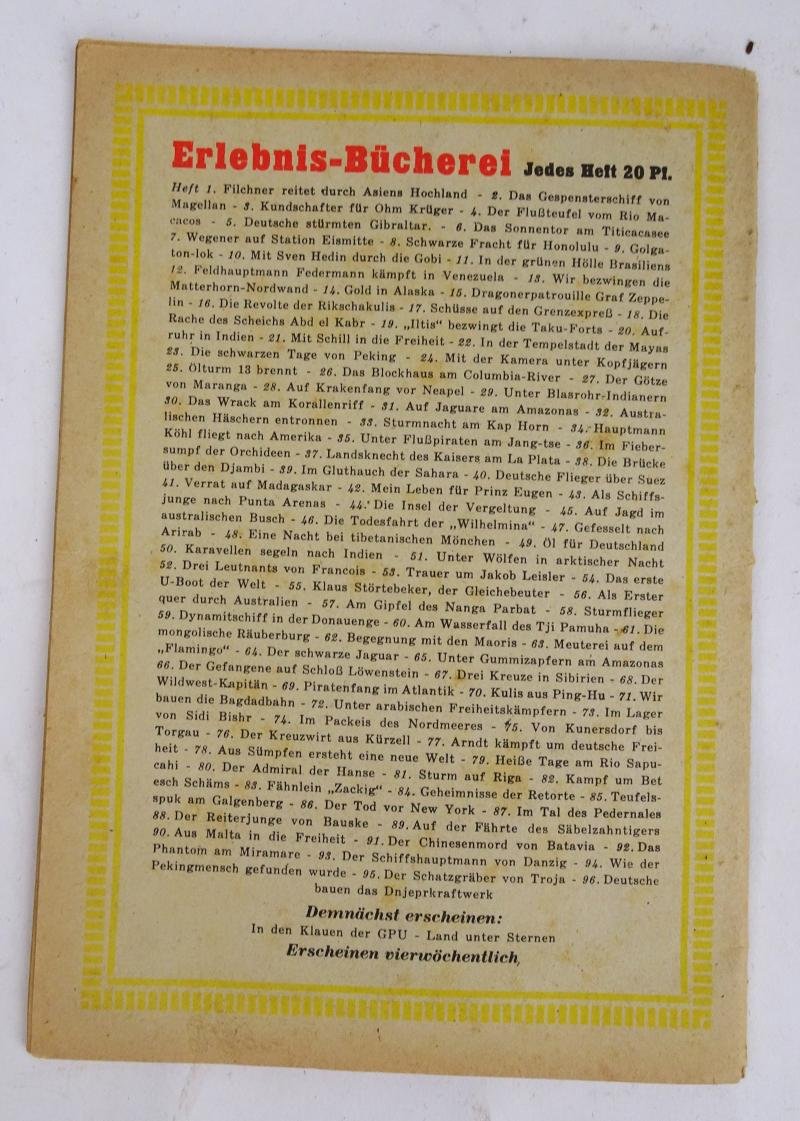 Erlebnis-Bücherei Jedes Heft 20 Pf.
Heft 1. Filchner reitet durch Asiens Hochland - 2. Das Gespensterschiff von
Magellan - 3. Kundschafter für Ohm Krüger - 4. Der Flußteufel vom Rio Ma-
cacos - 5. Deutsche stürmten Gibraltar. - 6. Das Sonnentor am Titicacasee
7. Wegener auf Station Eismitte - 8. Schwarze Fracht für Honolulu - 9. Golga-
ton-lok - 10. Mit Sven Hedin durch die Gobi - 11. In der grünen Hölle Brasiliens
12. Feldhauptmann Federmann kämpft in Venezuela - 13. Wir bezwingen die
Matterhorn-Nordwand - 14. Gold in Alaska - 15. Dragonerpatrouille Graf Zeppe-
lin - 16. Die Revolte der Rikschakulis - 17. Schüsse auf den Grenzexpreß - 18. Die
Rache des Scheichs Abd el Kabr - 19. „Iltis“ bezwingt die Taku-Forts - 20. Auf-
ruhr in Indien - 21. Mit Schill in die Freiheit - 22. In der Tempelstadt der Mayas
23. Die schwarzen Tage von Peking - 24. Mit der Kamera unter Kopfjägern
25. Ölturm 13 brennt - 26. Das Blockhaus am Columbia-River - 27. Der Götze
von Maranga - 28. Auf Krakenfang vor Neapel - 29. Unter Blasrohr-Indianern
30. Das Wrack am Korallenriff - 31. Auf Jaguare am Amazonas - 32. Austra-
lischen Häschern entronnen - 33. Sturmnacht am Kap Horn - 34. Hauptmann
Köhl fliegt nach Amerika - 35. Unter Flußpiraten am Jang-tse - 36. Im Fieber-
sumpf der Orchideen - 37. Landsknecht des Kaisers am La Plata - 38. Die Brücke
über den Djambi - 39. Im Gluthauch der Sahara - 40. Deutsche Flieger über Suez
41. Verrat auf Madagaskar - 42. Mein Leben für Prinz Eugen - 43. Als Schiffs-
junge nach Punta Arenas - 44. Die Insel der Vergeltung - 45. Auf Jagd im
australischen Busch - 46. Die Todesfahrt der „Wilhelmina“ - 47. Gefesselt nach
Arirab - 48. Eine Nacht bei tibetanischen Mönchen - 49. Öl für Deutschland
50. Karavellen segeln nach Indien - 51. Unter Wölfen in arktischer Nacht
52. Drei Leutnants von Francois - 53. Trauer um Jakob Leisler - 54. Das erste
U-Boot der Welt - 55. Klaus Störtebeker, der Gleichebeuter - 56. Als Erster
quer durch Australien - 57. Am Gipfel des Nanga Parbat - 58. Sturmflieger
59. Dynamitschiff in der Donauenge - 60. Am Wasserfall des Tji Pamuha - 61. Die
mongolische Räuberburg - 62. Begegnung mit den Maoris - 63. Meuterei auf dem
„Flamingo“ - 64. Der schwarze Jaguar - 65. Unter Gummizapfern am Amazonas
66. Der Gefangene auf Schloß Löwenstein - 67. Drei Kreuze in Sibirien - 68. Der
Wildwest-Kapitän - 69. Piratenfang im Atlantik - 70. Kulis aus Ping-Hu - 71. Wir
bauen die Bagdadbahn - 72. Unter arabischen Freiheitskämpfern - 73. Im Lager
von Sidi Bishr - 74. Im Packeis des Nordmeeres - 75. Von Kunersdorf bis
Torgau - 76. Der Kreuzwirt aus Kürzell - 77. Arndt kämpft um deutsche Frei-
heit - 78. Aus Sümpfen ersteht eine neue Welt - 79. Heiße Tage am Rio Sapu-
cahi - 80. Der Admiral der Hanse - 81. Sturm auf Riga - 82. Kampf um Bet
esch Schäms - 83. Fähnlein „Zackig“ - 84. Geheimnisse der Retorte - 85. Teufels-
spuk am Galgenberg - 86. Der Tod vor New York - 87. Im Tal des Pedernales
88. Der Reiterjunge von Bauske - 89. Auf der Fährte des Säbelzahntigers
90. Aus Malta in die Freiheit - 91. Der Chinesenmord von Batavia - 92. Das
Phantom am Miramare - 93. Der Schiffshauptmann von Danzig - 94. Wie der
Pekingmensch gefunden wurde - 95. Der Schatzgräber von Troja - 96. Deutsche
bauen das Dnjeprkraftwerk
Demnächst erscheinen:
In den Klauen der GPU - Land unter Sternen
Erscheinen vierwöchentlich,